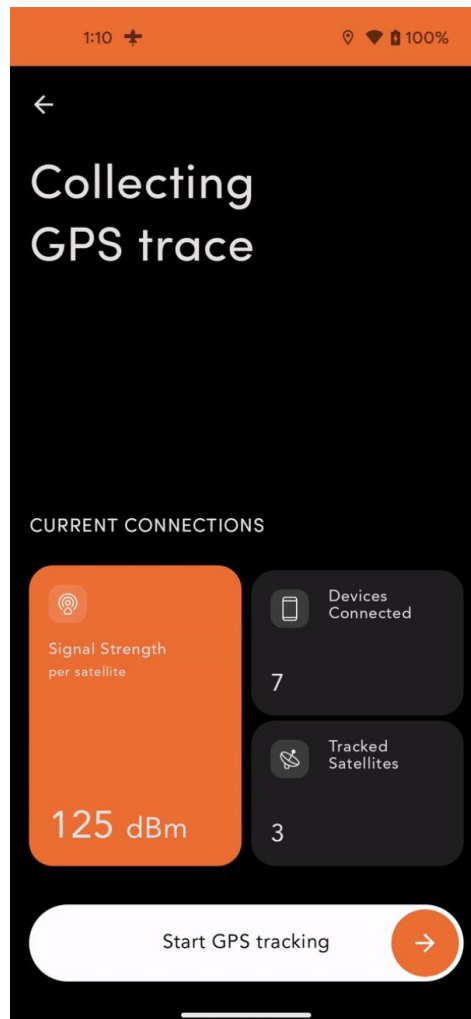 1:10
100%
Collecting
GPS trace
CURRENT CONNECTIONS
Signal Strength
per satellite
125 dBm
Devices
Connected
7
Tracked
Satellites
3
Start GPS tracking